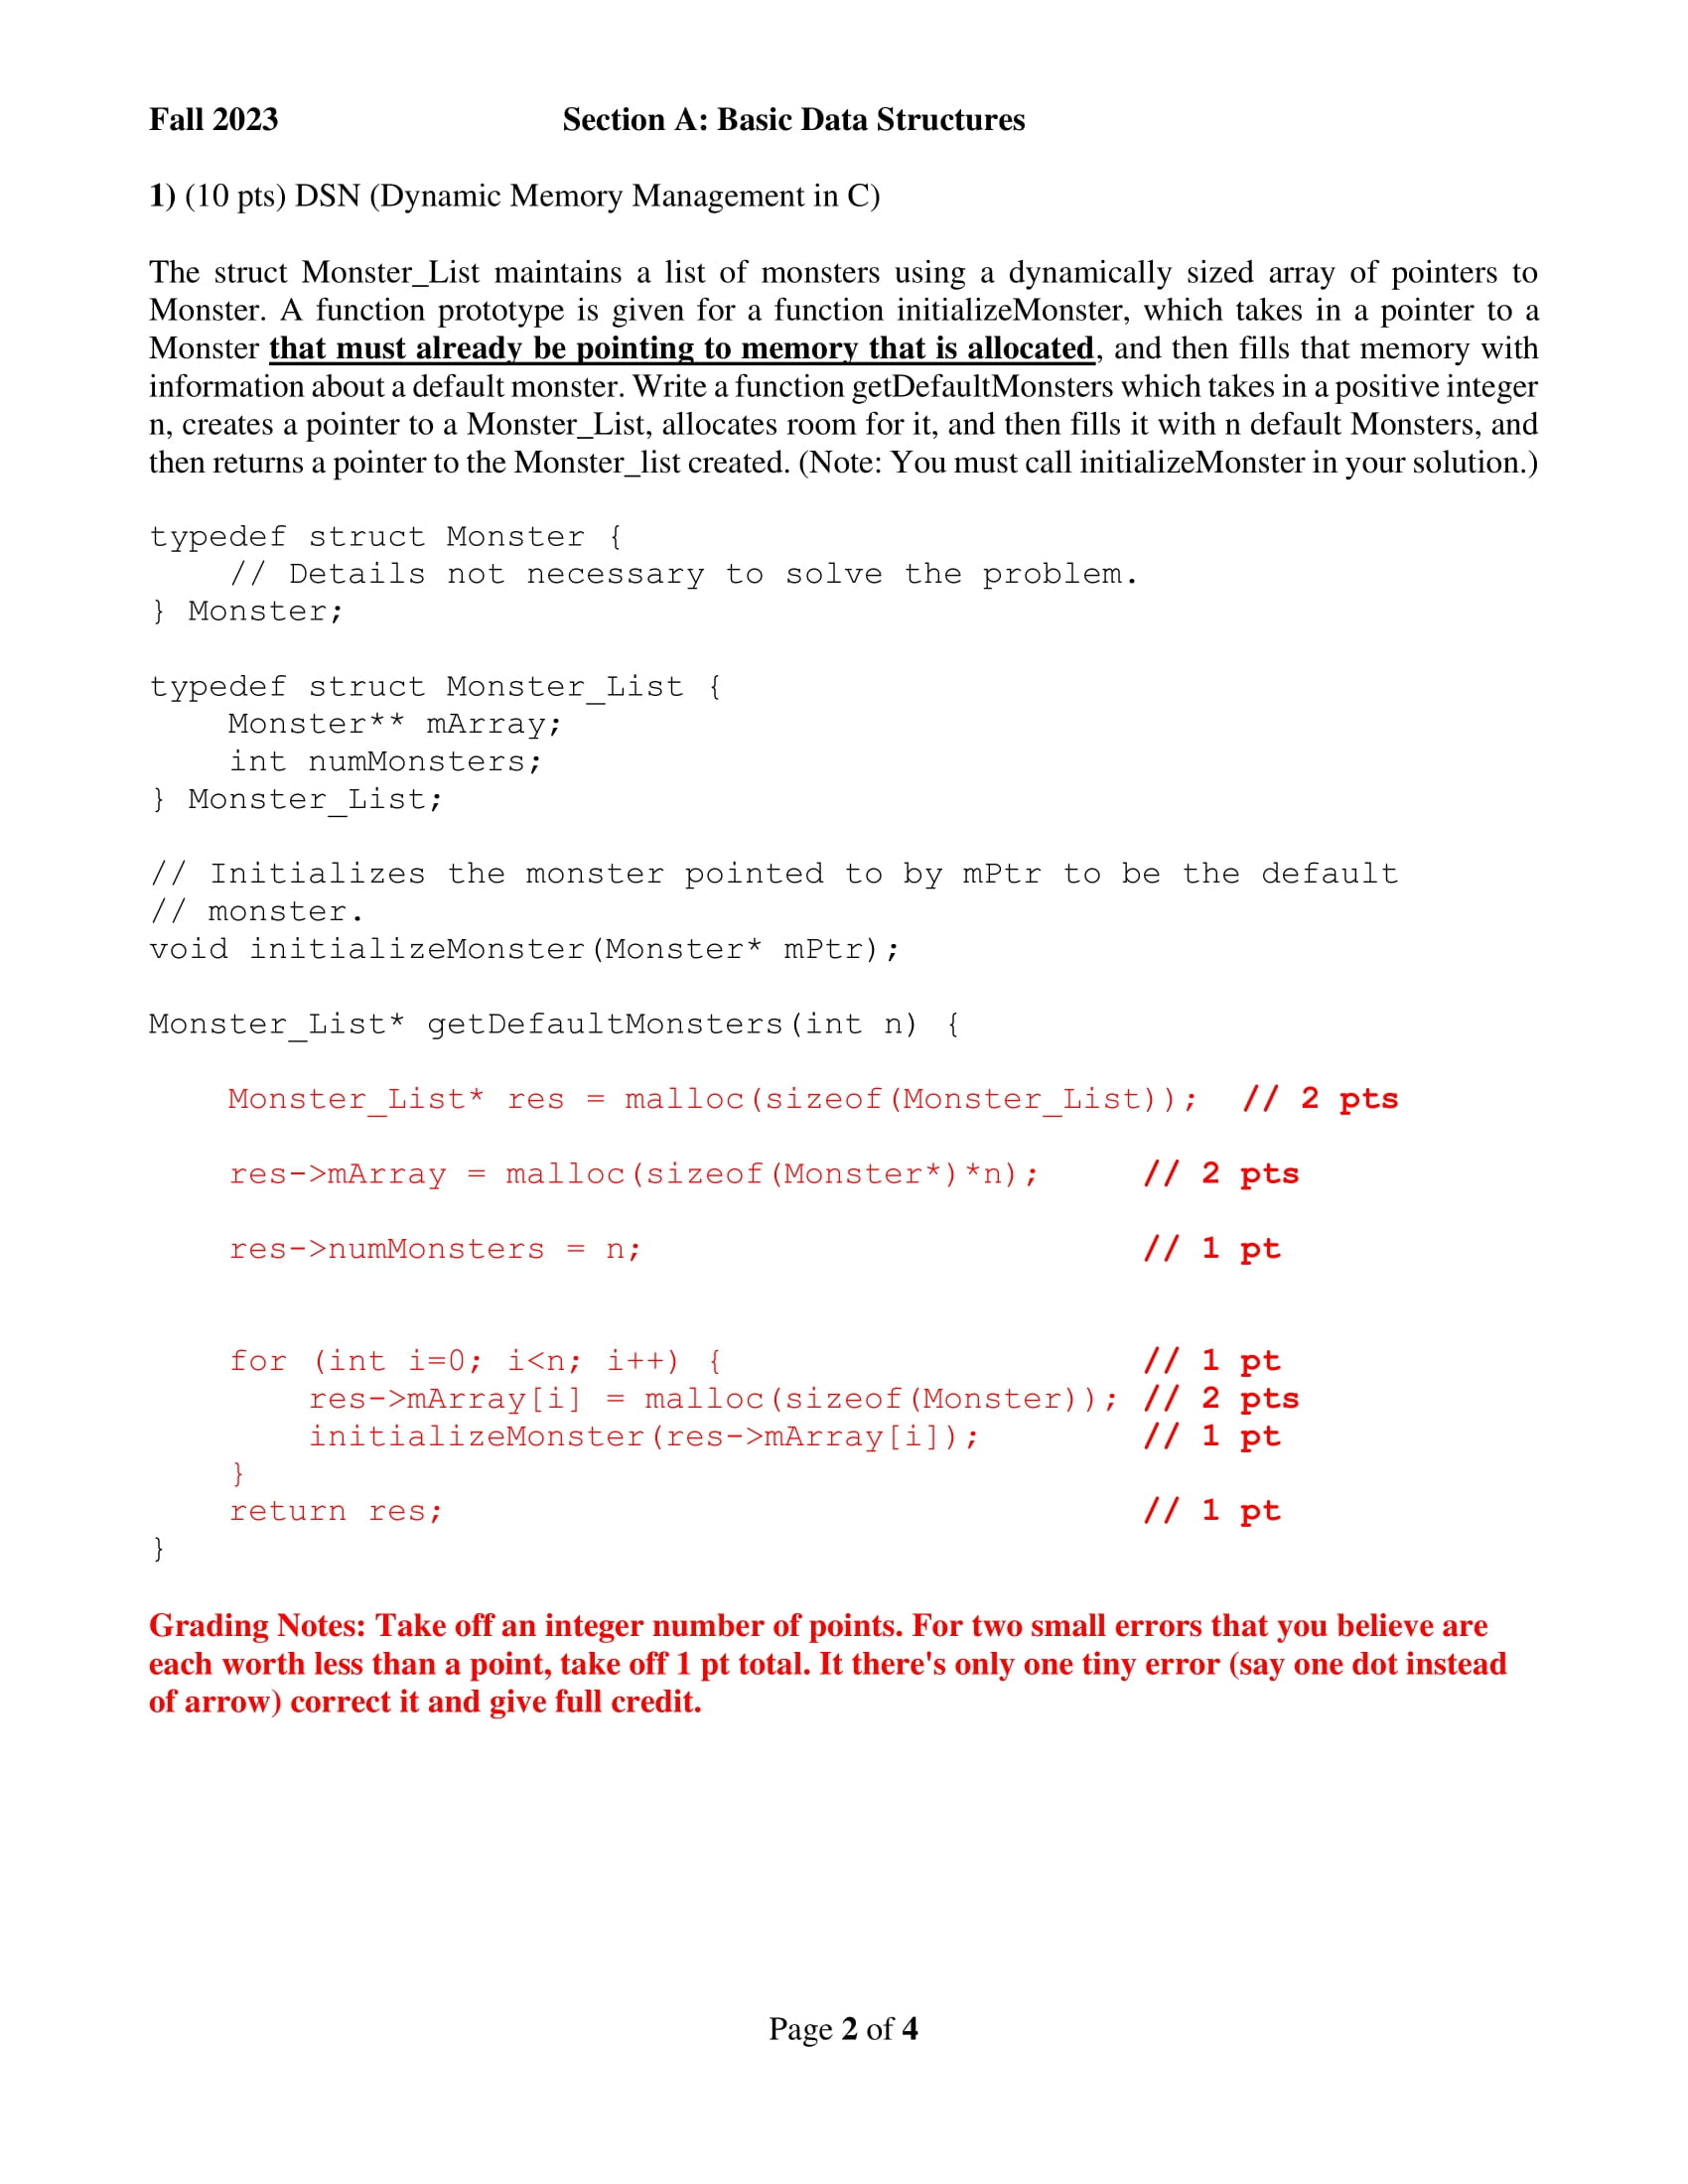 Fall 2023 Section A: Basic Data Structures
1) (10 pts) DSN (Dynamic Memory Management in C)
The struct Monster_List maintains a list of monsters using a dynamically sized array of pointers to
Monster. A function prototype is given for a function initializeMonster, which takes in a pointer to a
Monster that must already be pointing to memory that is allocated, and then fills that memory with
information about a default monster. Write a function getDefaultMonsters which takes in a positive integer
n, creates a pointer to a Monster_List, allocates room for it, and then fills it with n default Monsters, and
then returns a pointer to the Monster_list created. (Note: You must call initializeMonster in your solution.)
typedef struct Monster {
    // Details not necessary to solve the problem.
} Monster;
typedef struct Monster_List {
    Monster** mArray;
    int numMonsters;
} Monster_List;
// Initializes the monster pointed to by mPtr to be the default
// monster.
void initializeMonster(Monster* mPtr);
Monster_List* getDefaultMonsters(int n) {
    Monster_List* res = malloc(sizeof(Monster_List));  // 2 pts
    res->mArray = malloc(sizeof(Monster*)*n);     // 2 pts
    res->numMonsters = n;                         // 1 pt
    for (int i=0; i<n; i++) {                     // 1 pt
        res->mArray[i] = malloc(sizeof(Monster)); // 2 pts
        initializeMonster(res->mArray[i]);        // 1 pt
    }
    return res;                                   // 1 pt
}
Grading Notes: Take off an integer number of points. For two small errors that you believe are
each worth less than a point, take off 1 pt total. It there's only one tiny error (say one dot instead
of arrow) correct it and give full credit.
Page 2 of 4